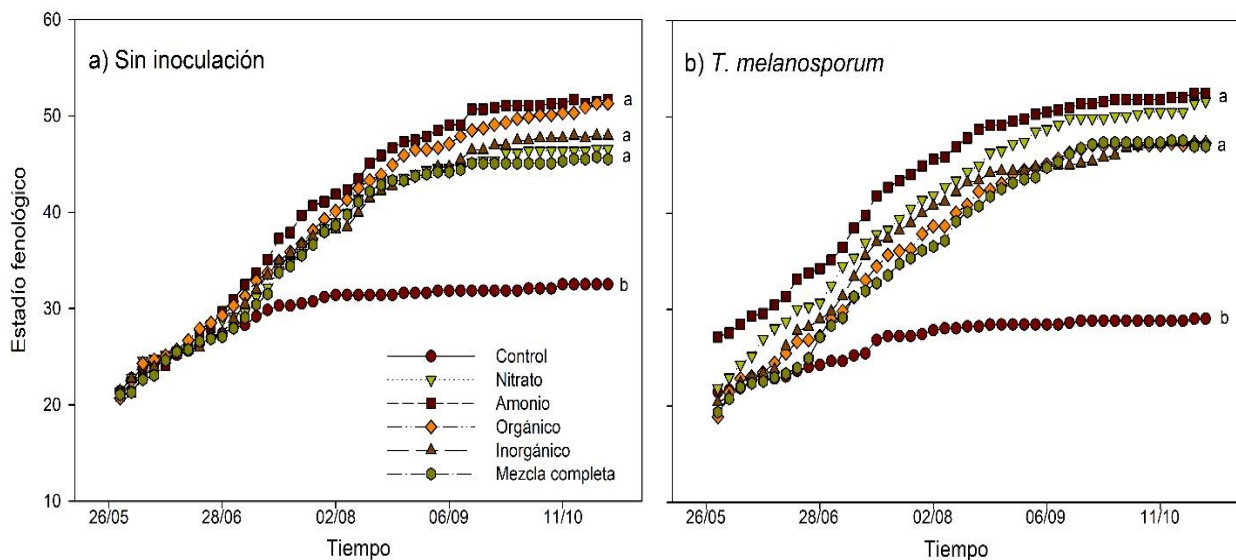 a) Sin inoculación
Estadío fenológico
60
50
40
30
20
10
a
a
a
b
Control
Nitrato
Amonio
Orgánico
Inorgánico
Mezcla completa
26/05 28/06 02/08 06/09 11/10
Tiempo
b) T. melanosporum
a
a
b
26/05 28/06 02/08 06/09 11/10
Tiempo